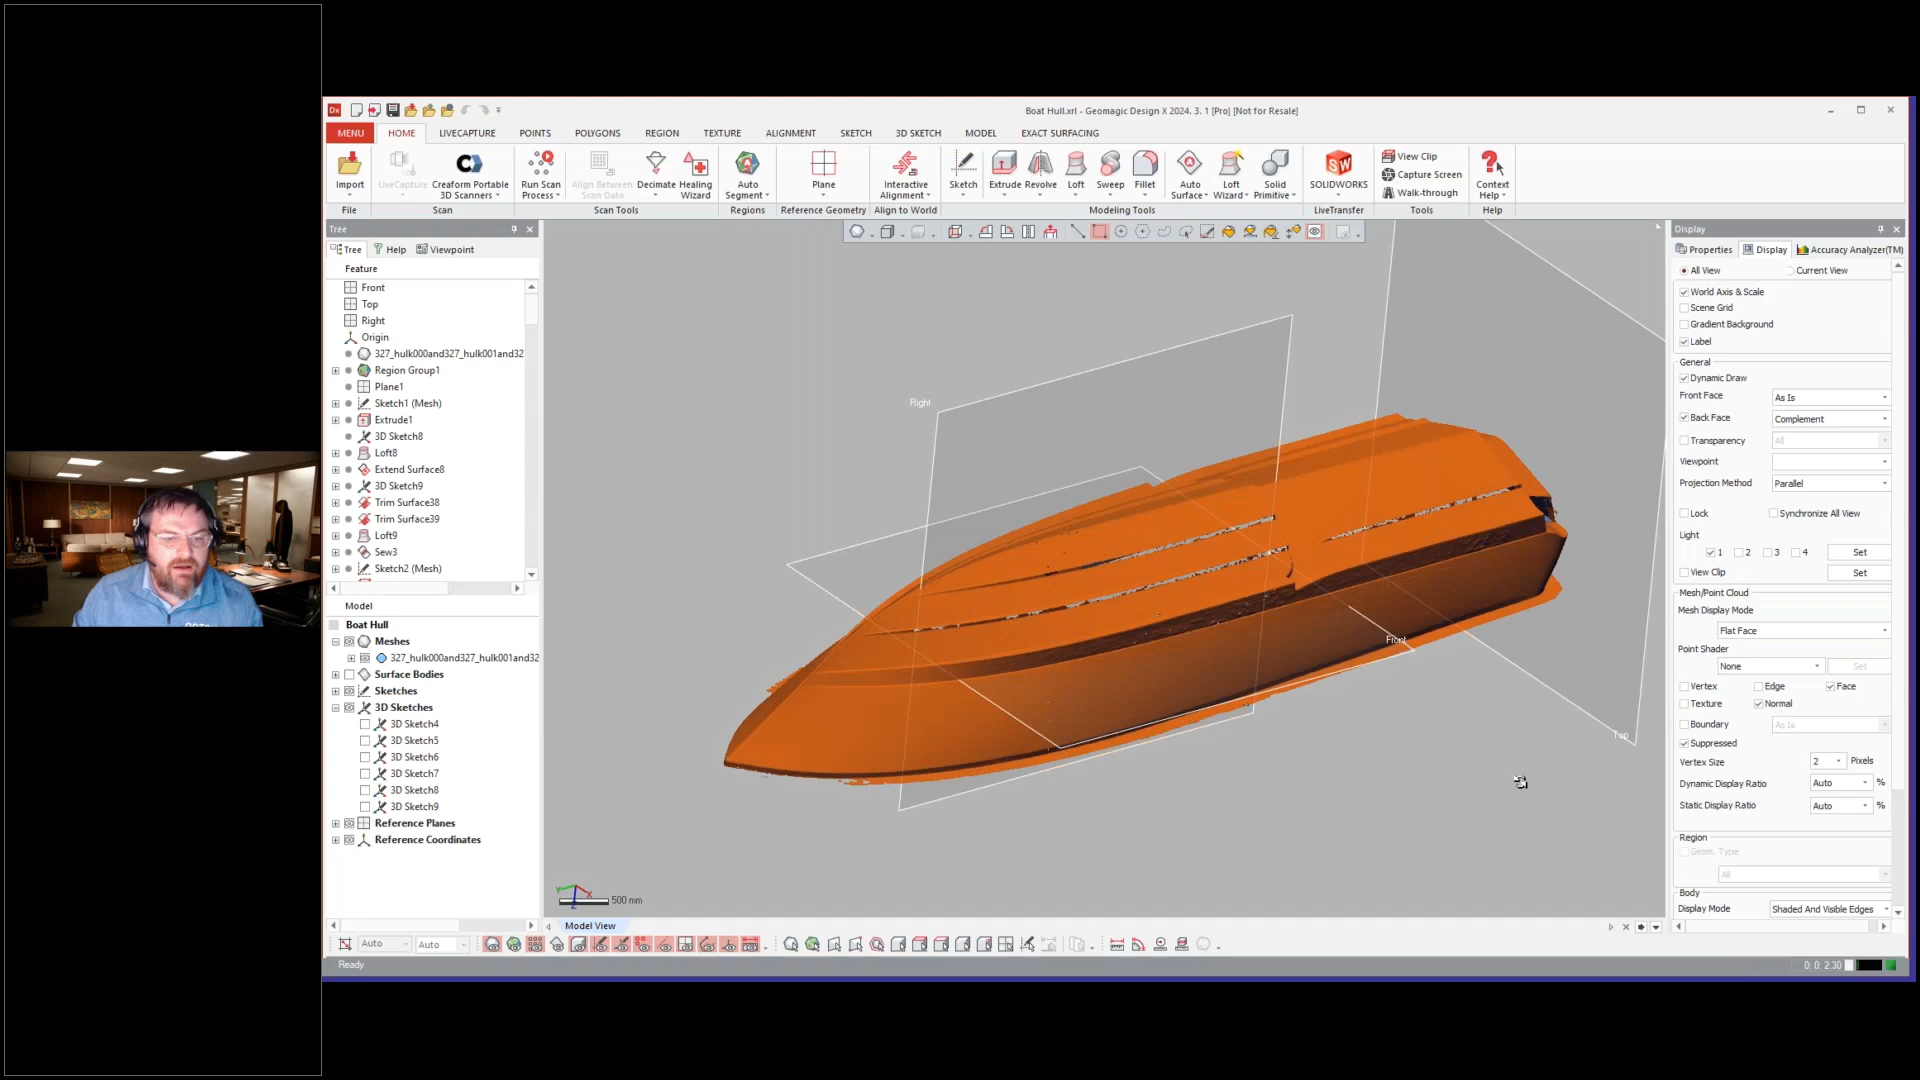 Boat Hull.xrl - Geomagic Design X 2024. 3. 1 [Pro] [Not for Resale]
MENU HOME LIVECAPTURE POINTS POLYGONS REGION TEXTURE ALIGNMENT SKETCH 3D SKETCH MODEL EXACT SURFACING
Import
LiveCapture
Creaform Portable
3D Scanners
Run Scan
Process
Align Between
Scan Data
Decimate
Healing
Wizard
Auto
Segment
Plane
Interactive
Alignment
Sketch
Extrude
Revolve
Loft
Sweep
Fillet
Auto
Surface
Loft
Wizard
Solid
Primitive
SOLIDWORKS
View Clip
Capture Screen
Walk-through
Context
Help
File Scan Scan Tools Regions Reference Geometry Align to World Modeling Tools LiveTransfer Tools Help
Tree
Tree Help Viewpoint
Feature
Front
Top
Right
Origin
327_hulk000and327_hulk001and32
Region Group1
Plane1
Sketch1 (Mesh)
Extrude1
3D Sketch8
Loft8
Extend Surface8
3D Sketch9
Trim Surface38
Trim Surface39
Loft9
Sew3
Sketch2 (Mesh)
Model
Boat Hull
Meshes
327_hulk000and327_hulk001and32
Surface Bodies
Sketches
3D Sketches
3D Sketch4
3D Sketch5
3D Sketch6
3D Sketch7
3D Sketch8
3D Sketch9
Reference Planes
Reference Coordinates
Right
Front
Top
Y X
Z
500 mm
Model View
Auto Auto
Ready
0: 0: 2.30
Display
Properties Display Accuracy Analyzer(TM)
All View Current View
World Axis & Scale
Scene Grid
Gradient Background
Label
General
Dynamic Draw
Front Face As Is
Back Face Complement
Transparency All
Viewpoint
Projection Method Parallel
Lock Synchronize All View
Light
1 2 3 4 Set
View Clip Set
Mesh/Point Cloud
Mesh Display Mode
Flat Face
Point Shader
None Set
Vertex Edge Face
Texture Normal
Boundary As Is
Suppressed
Vertex Size 2 Pixels
Dynamic Display Ratio Auto %
Static Display Ratio Auto %
Region
Geom. Type
All
Body
Display Mode Shaded And Visible Edges